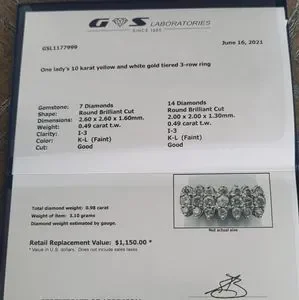 G S LABORATORIES
SINCE 1985
GSL1177999 June 16, 2021
One lady's 10 karat yellow and white gold tiered 3-row ring
Gemstone: 7 Diamonds 14 Diamonds
Shape: Round Brilliant Cut Round Brilliant Cut
Dimensions: 2.60 x 2.60 x 1.60mm. 2.00 x 2.00 x 1.30mm.
Weight: 0.49 carat t.w. 0.49 carat t.w.
Clarity: I-3 I-3
Color: K-L (Faint) K-L (Faint)
Cut: Good Good
Total diamond weight: 0.98 carat
Weight of item: 3.10 grams
Diamond weight estimated by gauge.
Not actual size
Retail Replacement Value: $1,150.00 *
* Value in U.S. dollars. Does not include sales taxes